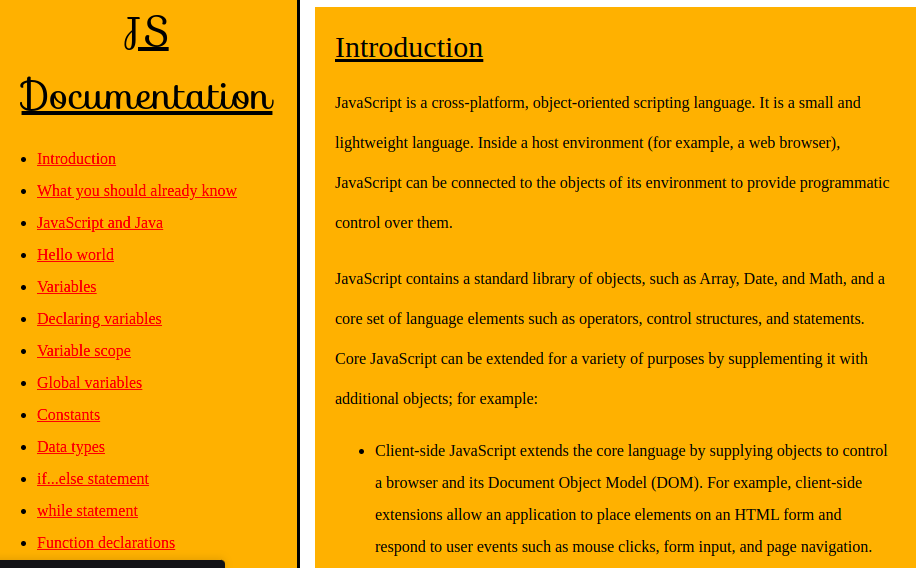 JS
Documentation
Introduction
What you should already know
JavaScript and Java
Hello world
Variables
Declaring variables
Variable scope
Global variables
Constants
Data types
if...else statement
while statement
Function declarations
Introduction
JavaScript is a cross-platform, object-oriented scripting language. It is a small and
lightweight language. Inside a host environment (for example, a web browser),
JavaScript can be connected to the objects of its environment to provide programmatic
control over them.
JavaScript contains a standard library of objects, such as Array, Date, and Math, and a
core set of language elements such as operators, control structures, and statements.
Core JavaScript can be extended for a variety of purposes by supplementing it with
additional objects; for example:
Client-side JavaScript extends the core language by supplying objects to control
a browser and its Document Object Model (DOM). For example, client-side
extensions allow an application to place elements on an HTML form and
respond to user events such as mouse clicks, form input, and page navigation.